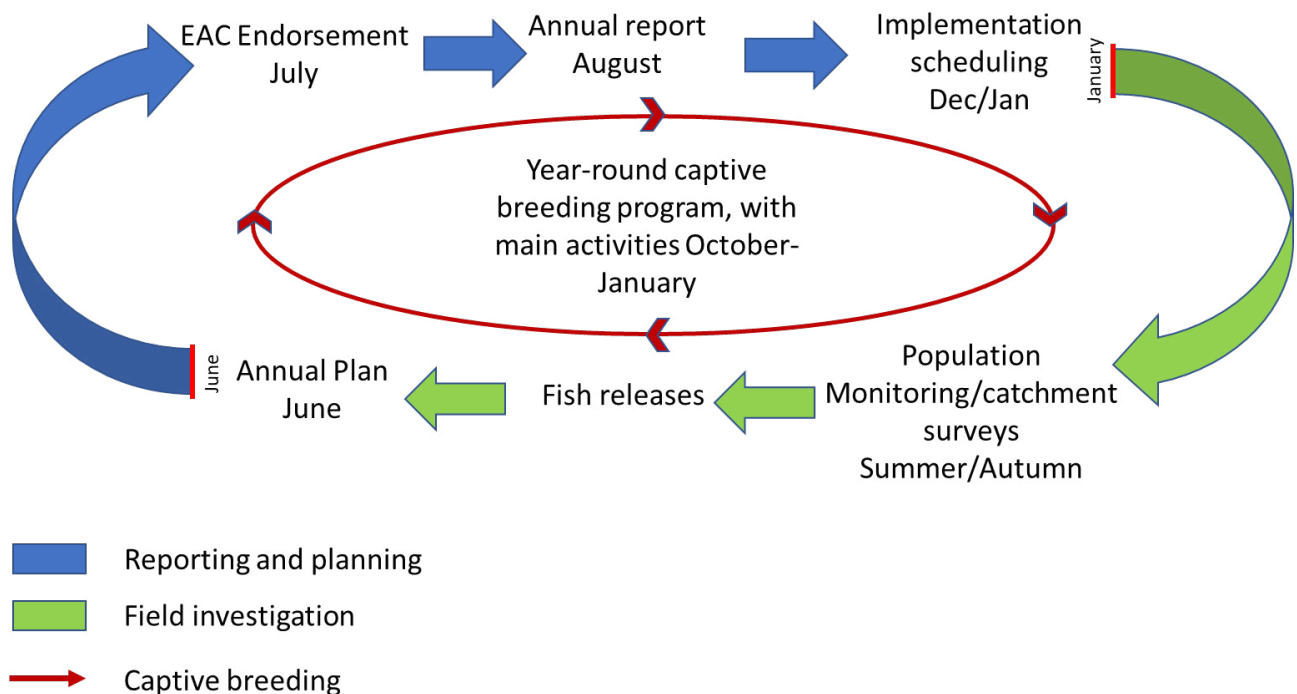 EAC Endorsement
July
Annual report
August
Implementation
scheduling
Dec/Jan
January
Year-round captive
breeding program, with
main activities October-
January
June
Annual Plan
June
Fish releases
Population
Monitoring/catchment
surveys
Summer/Autumn
Reporting and planning
Field investigation
Captive breeding